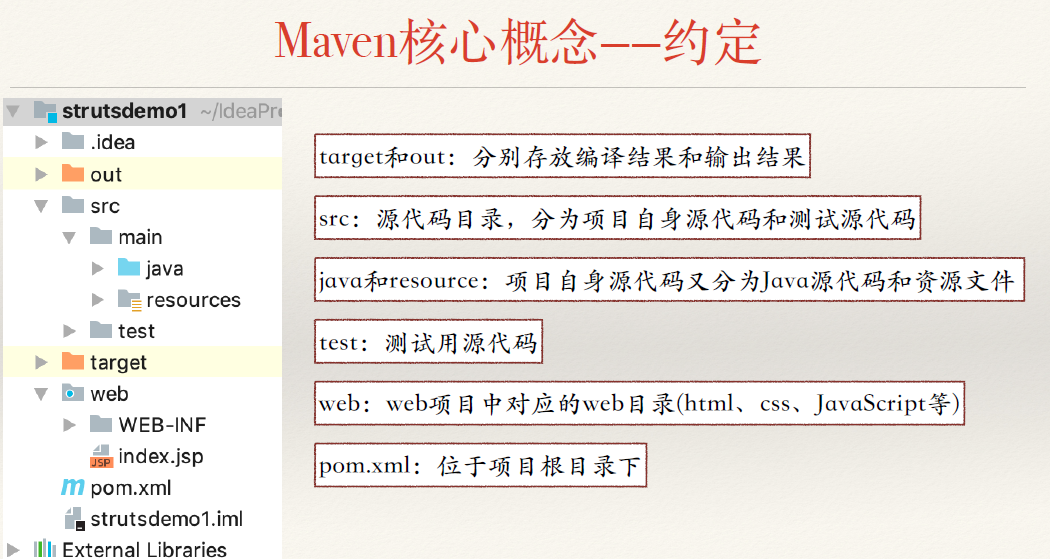 Maven核心概念--约定
strutsdemo1 ~/IdeaPr
.idea
out
src
main
java
resources
test
target
web
WEB-INF
index.jsp
JSP
pom.xml
strutsdemo1.iml
External Libraries
target和out：分别存放编译结果和输出结果
src：源代码目录，分为项目自身源代码和测试源代码
java和resource：项目自身源代码又分为Java源代码和资源文件
test：测试用源代码
web：web项目中对应的web目录(html、css、JavaScript等)
pom.xml：位于项目根目录下